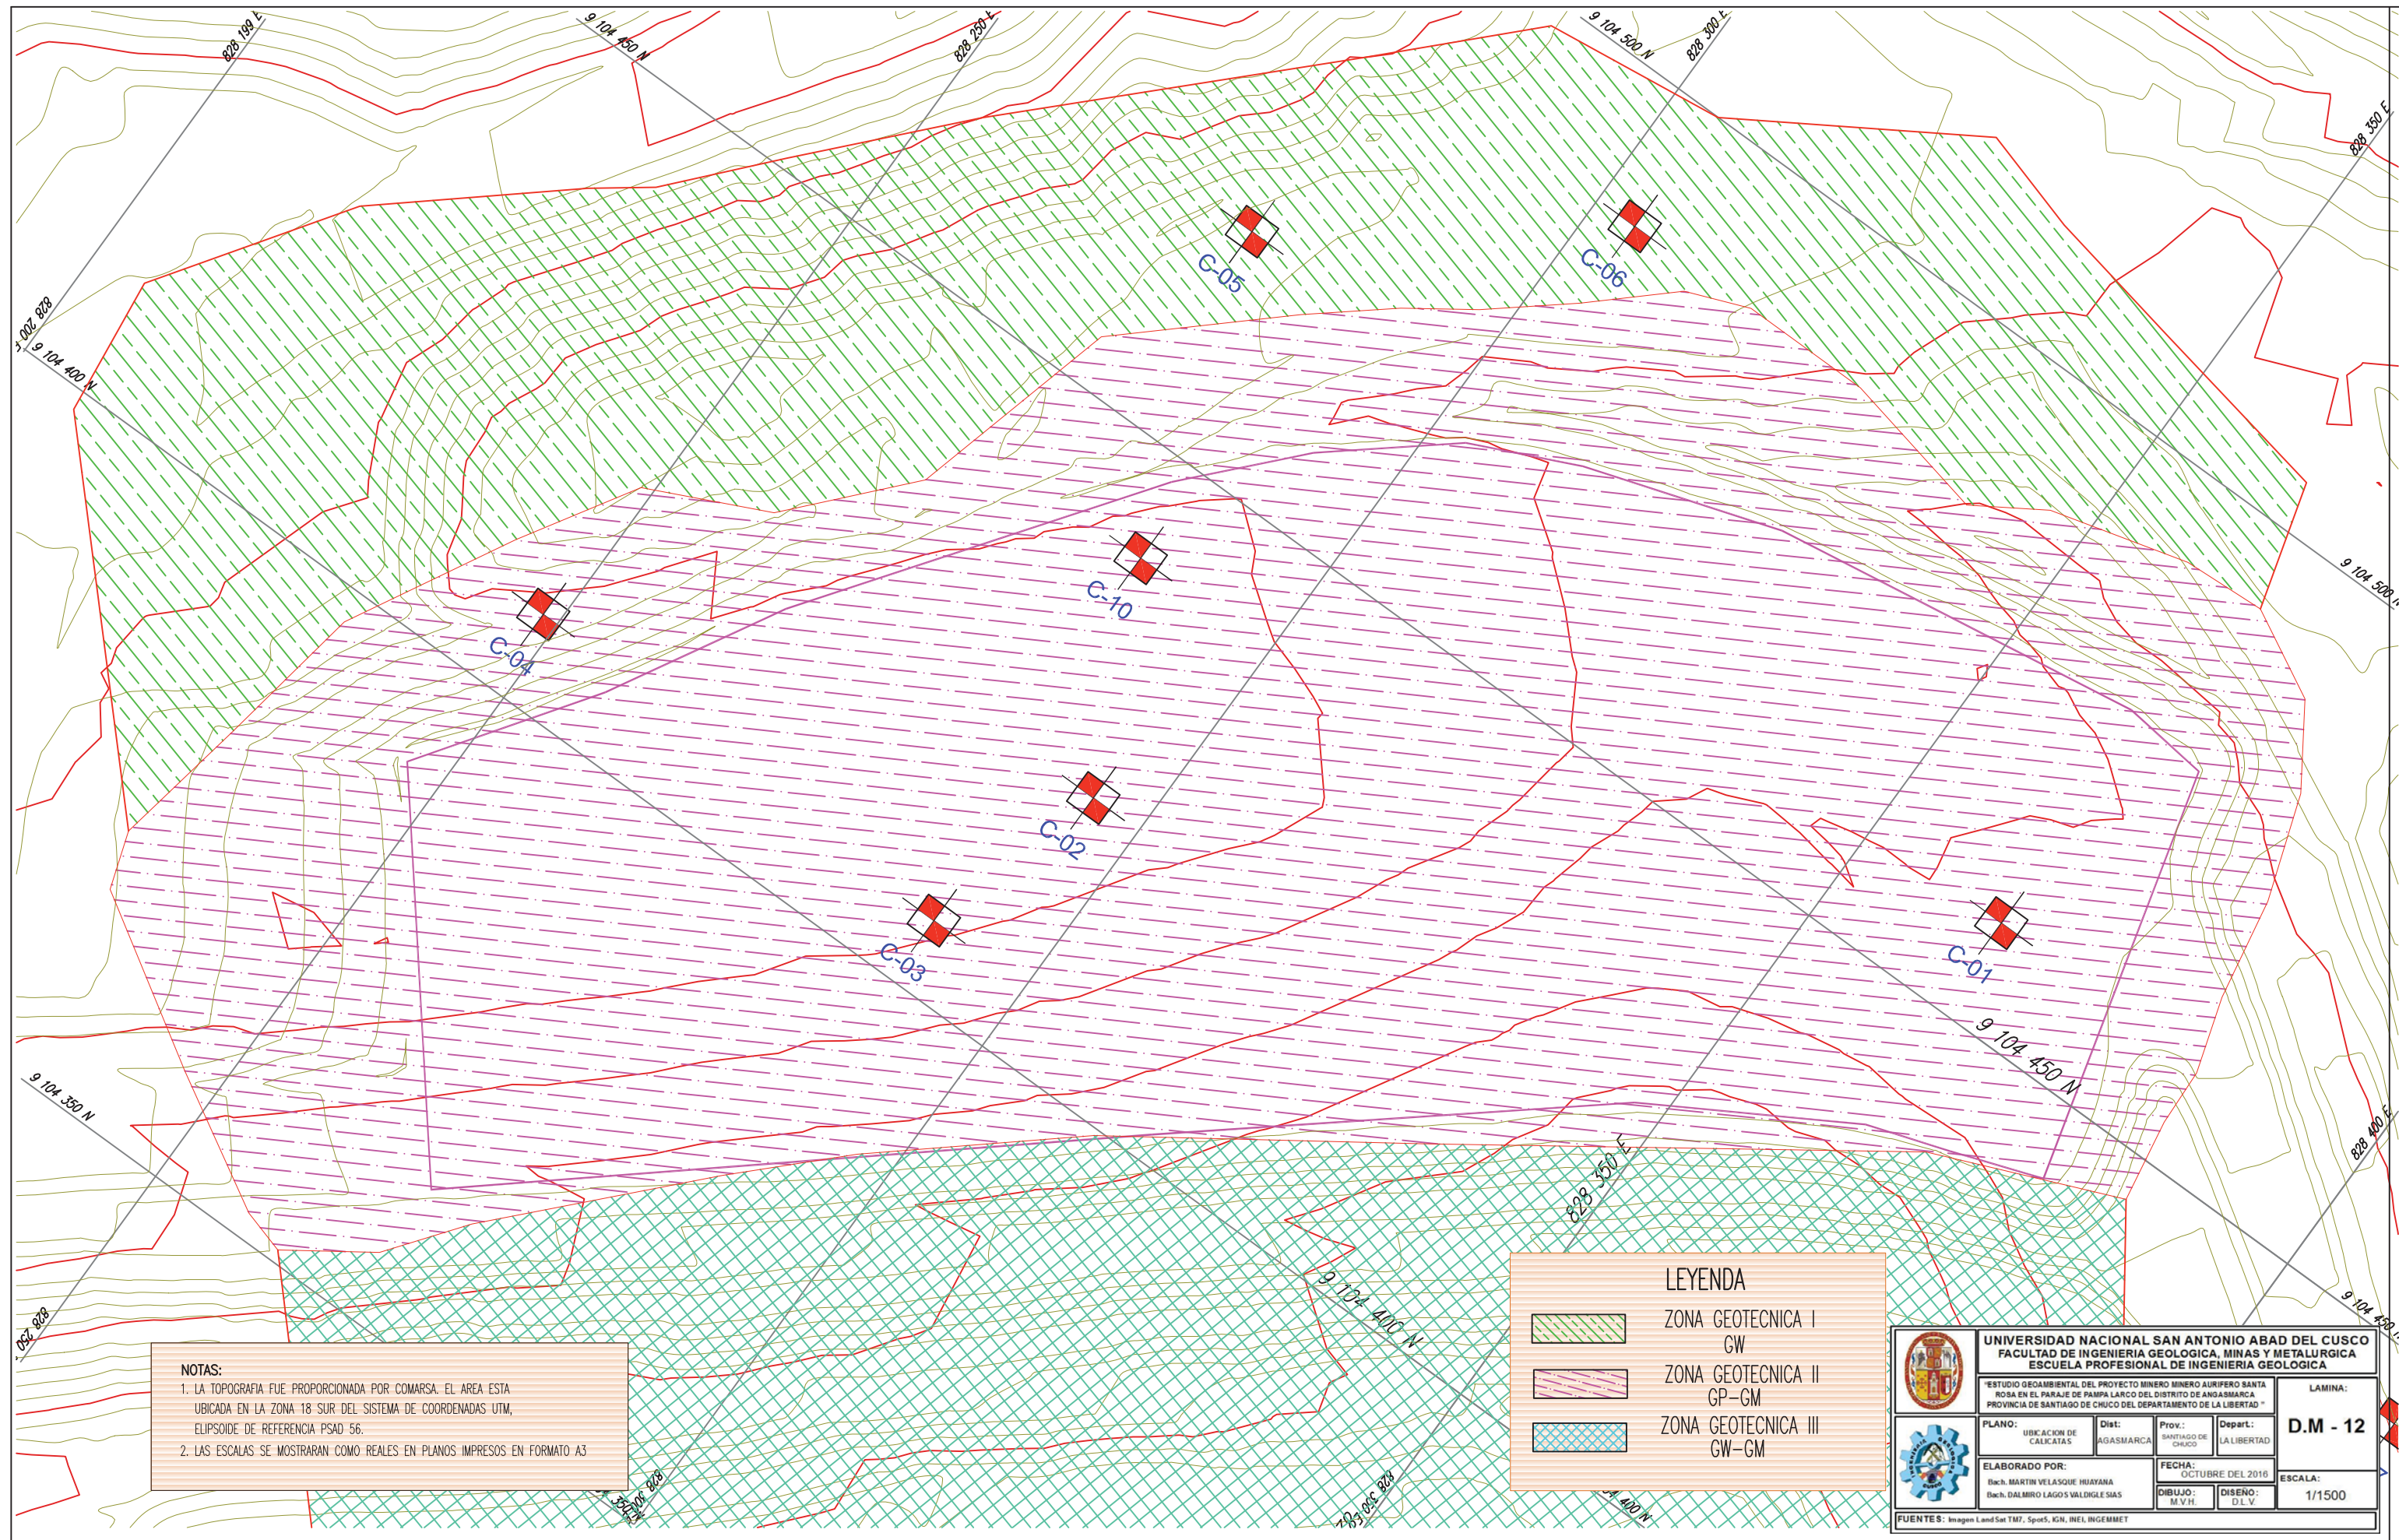 828 199 E
9 104 450 N
828 250 E
9 104 500 N
828 300 E
828 350 E
828 200 E
9 104 400 N
C-05
C-06
9 104 500 N
C-10
C-04
C-02
C-03
C-01
9 104 450 N
9 104 350 N
828 400 E
828 350 E
9 104 400 N
828 250
9 104 450 N
LEYENDA
ZONA GEOTECNICA I
GW
ZONA GEOTECNICA II
GP-GM
ZONA GEOTECNICA III
GW-GM
NOTAS:
1. LA TOPOGRAFIA FUE PROPORCIONADA POR COMARSA. EL AREA ESTA
UBICADA EN LA ZONA 18 SUR DEL SISTEMA DE COORDENADAS UTM,
ELIPSOIDE DE REFERENCIA PSAD 56.
2. LAS ESCALAS SE MOSTRARAN COMO REALES EN PLANOS IMPRESOS EN FORMATO A3
828 300
828 350
400 N
UNIVERSIDAD NACIONAL SAN ANTONIO ABAD DEL CUSCO
FACULTAD DE INGENIERIA GEOLOGICA, MINAS Y METALURGICA
ESCUELA PROFESIONAL DE INGENIERIA GEOLOGICA
"ESTUDIO GEOAMBIENTAL DEL PROYECTO MINERO MINERO AURIFERO SANTA
ROSA EN EL PARAJE DE PAMPA LARCO DEL DISTRITO DE ANGASMARCA
PROVINCIA DE SANTIAGO DE CHUCO DEL DEPARTAMENTO DE LA LIBERTAD "
LAMINA:
D.M - 12
PLANO:
UBICACION DE
CALICATAS
Dist:
AGASMARCA
Prov.:
SANTIAGO DE
CHUCO
Depart.:
LA LIBERTAD
ELABORADO POR:
Bach. MARTIN VELASQUE HUAYANA
Bach. DALMIRO LAGOS VALDIGLESIAS
FECHA:
OCTUBRE DEL 2016
DIBUJO:
M.V.H.
DISEÑO:
D.L.V.
ESCALA:
1/1500
FUENTES: Imagen LandSat TM7, Spot5, IGN, INEI, INGEMMET